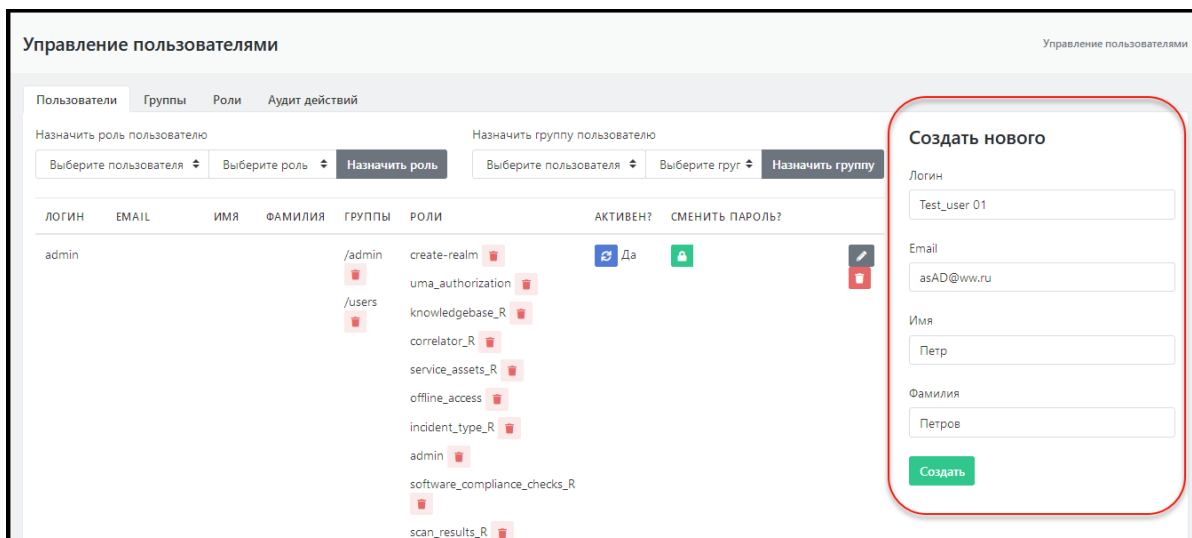 Управление пользователями
Управление пользователями
Пользователи Группы Роли Аудит действий
Назначить роль пользователю
Выберите пользователя Выберите роль Назначить роль
Назначить группу пользователю
Выберите пользователя Выберите груг Назначить группу
ЛОГИН EMAIL ИМЯ ФАМИЛИЯ ГРУППЫ РОЛИ АКТИВЕН? СМЕНИТЬ ПАРОЛЬ?
admin /admin create-realm Да
uma_authorization
/users
knowledgebase_R
correlator_R
service_assets_R
offline_access
incident_type_R
admin
software_compliance_checks_R
scan_results_R
Создать нового
Логин
Test_user 01
Email
asAD@ww.ru
Имя
Петр
Фамилия
Петров
Создать